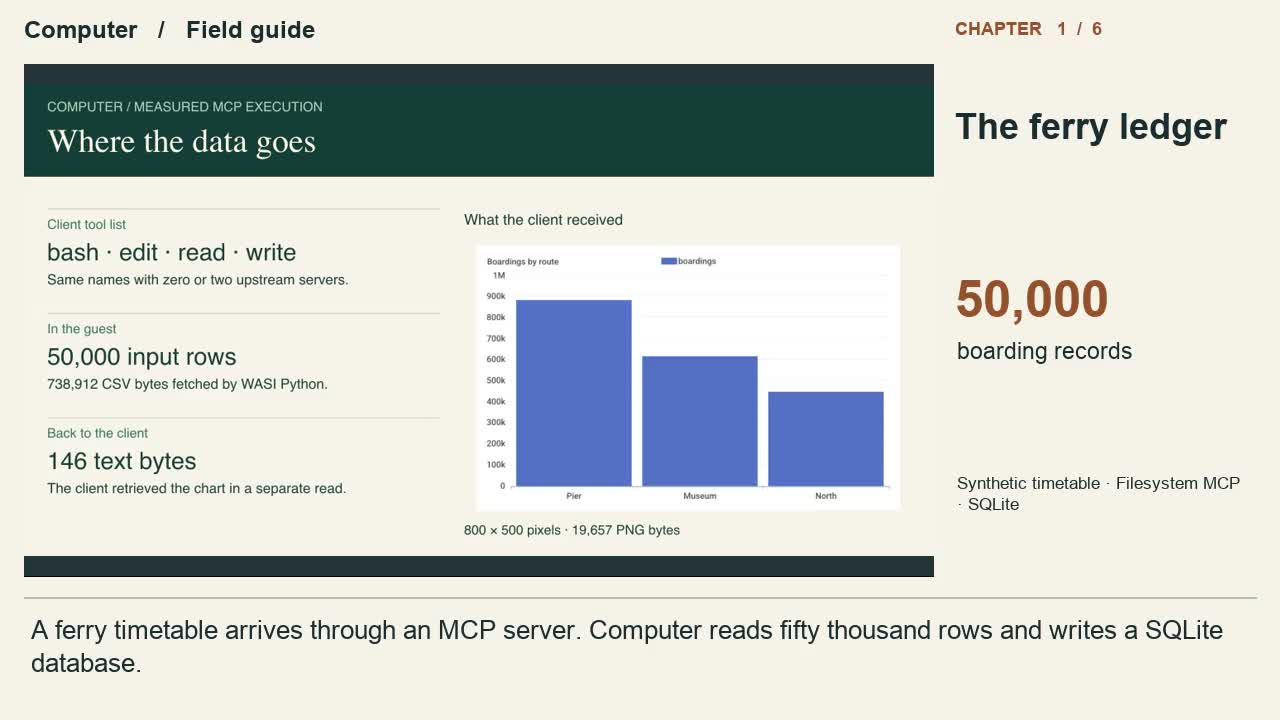 Computer / Field guide
CHAPTER 1 / 6
COMPUTER / MEASURED MCP EXECUTION
Where the data goes
Client tool list
bash · edit · read · write
Same names with zero or two upstream servers.
In the guest
50,000 input rows
738,912 CSV bytes fetched by WASI Python.
Back to the client
146 text bytes
The client retrieved the chart in a separate read.
What the client received
Boardings by route
boardings
1M
900k
800k
700k
600k
500k
400k
300k
200k
100k
0
Pier
Museum
North
800 × 500 pixels · 19,657 PNG bytes
The ferry ledger
50,000
boarding records
Synthetic timetable · Filesystem MCP
· SQLite
A ferry timetable arrives through an MCP server. Computer reads fifty thousand rows and writes a SQLite
database.